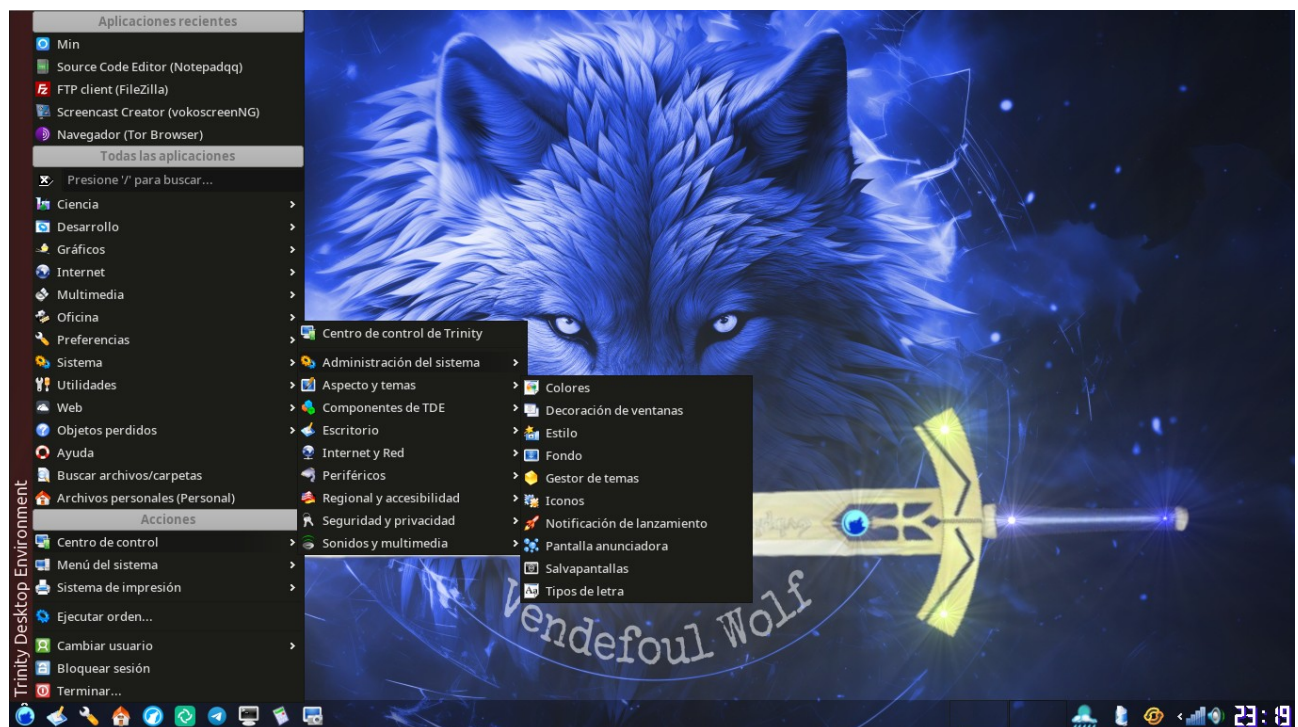 Aplicaciones recientes
Min
Source Code Editor (Notepadqq)
FTP client (FileZilla)
Screencast Creator (vokoscreenNG)
Navegador (Tor Browser)
Todas las aplicaciones
Presione '/' para buscar...
Ciencia
Desarrollo
Gráficos
Internet
Multimedia
Oficina
Preferencias
Sistema
Utilidades
Web
Objetos perdidos
Ayuda
Buscar archivos/carpetas
Archivos personales (Personal)
Acciones
Centro de control
Menú del sistema
Sistema de impresión
Ejecutar orden...
Cambiar usuario
Bloquear sesión
Terminar...
Trinity Desktop Environment
Centro de control de Trinity
Administración del sistema
Aspecto y temas
Componentes de TDE
Escritorio
Internet y Red
Periféricos
Regional y accesibilidad
Seguridad y privacidad
Sonidos y multimedia
Colores
Decoración de ventanas
Estilo
Fondo
Gestor de temas
Iconos
Notificación de lanzamiento
Pantalla anunciadora
Salvapantallas
Tipos de letra
Vendefoul Wolf
23:19